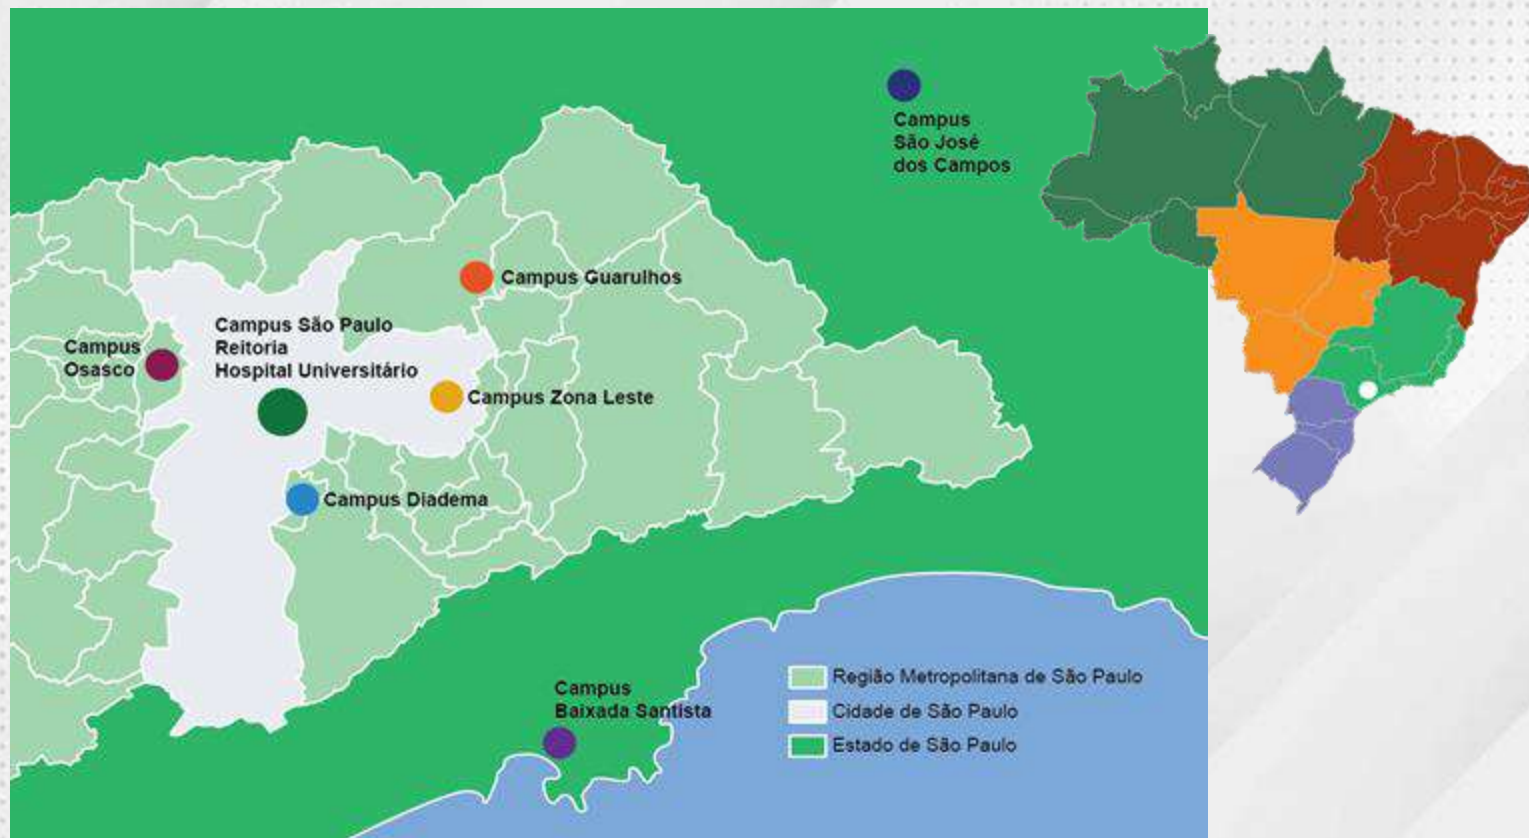 Campus
São José
dos Campos
Campus Guarulhos
Campus São Paulo
Reitoria
Hospital Universitário
Campus
Osasco
Campus Zona Leste
Campus Diadema
Campus
Baixada Santista
Região Metropolitana de São Paulo
Cidade de São Paulo
Estado de São Paulo